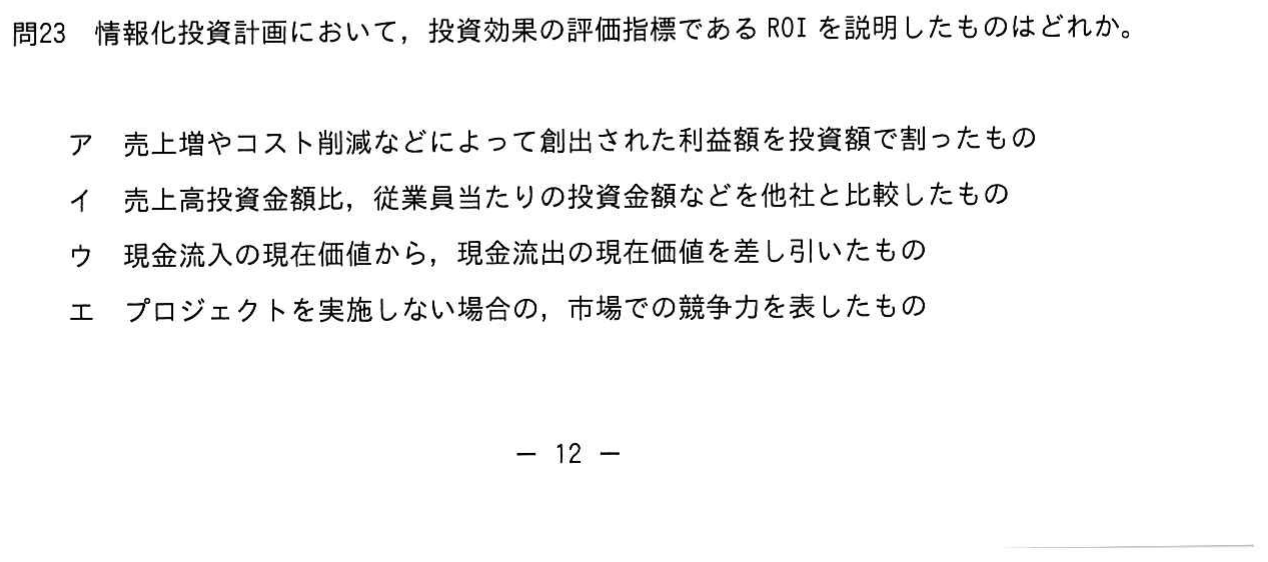 問23　情報化投資計画において，投資効果の評価指標である ROI を説明したものはどれか。
ア　売上増やコスト削減などによって創出された利益額を投資額で割ったもの
イ　売上高投資金額比，従業員当たりの投資金額などを他社と比較したもの
ウ　現金流入の現在価値から，現金流出の現在価値を差し引いたもの
エ　プロジェクトを実施しない場合の，市場での競争力を表したもの
－ 12 －